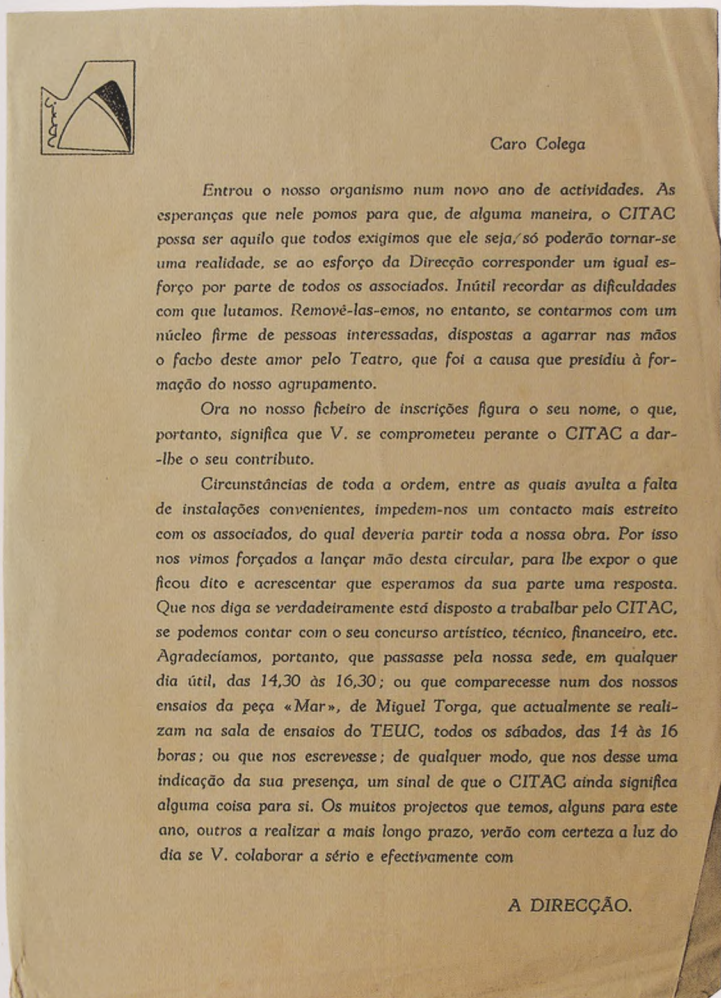 Caro Colega
Entrou o nosso organismo num novo ano de actividades. As
esperanças que nele pomos para que, de alguma maneira, o CITAC
possa ser aquilo que todos exigimos que ele seja, só poderão tornar-se
uma realidade, se ao esforço da Direcção corresponder um igual es-
forço por parte de todos os associados. Inútil recordar as dificuldades
com que lutamos. Removê-las-emos, no entanto, se contarmos com um
núcleo firme de pessoas interessadas, dispostas a agarrar nas mãos
o facho deste amor pelo Teatro, que foi a causa que presidiu à for-
mação do nosso agrupamento.
Ora no nosso ficheiro de inscrições figura o seu nome, o que,
portanto, significa que V. se comprometeu perante o CITAC a dar-
-lhe o seu contributo.
Circunstâncias de toda a ordem, entre as quais avulta a falta
de instalações convenientes, impedem-nos um contacto mais estreito
com os associados, do qual deveria partir toda a nossa obra. Por isso
nos vimos forçados a lançar mão desta circular, para lhe expor o que
ficou dito e acrescentar que esperamos da sua parte uma resposta.
Que nos diga se verdadeiramente está disposto a trabalhar pelo CITAC,
se podemos contar com o seu concurso artístico, técnico, financeiro, etc.
Agradecíamos, portanto, que passasse pela nossa sede, em qualquer
dia útil, das 14,30 às 16,30; ou que comparecesse num dos nossos
ensaios da peça «Mar», de Miguel Torga, que actualmente se reali-
zam na sala de ensaios do TEUC, todos os sábados, das 14 às 16
horas; ou que nos escrevesse; de qualquer modo, que nos desse uma
indicação da sua presença, um sinal de que o CITAC ainda significa
alguma coisa para si. Os muitos projectos que temos, alguns para este
ano, outros a realizar a mais longo prazo, verão com certeza a luz do
dia se V. colaborar a sério e efectivamente com
A DIRECÇÃO.